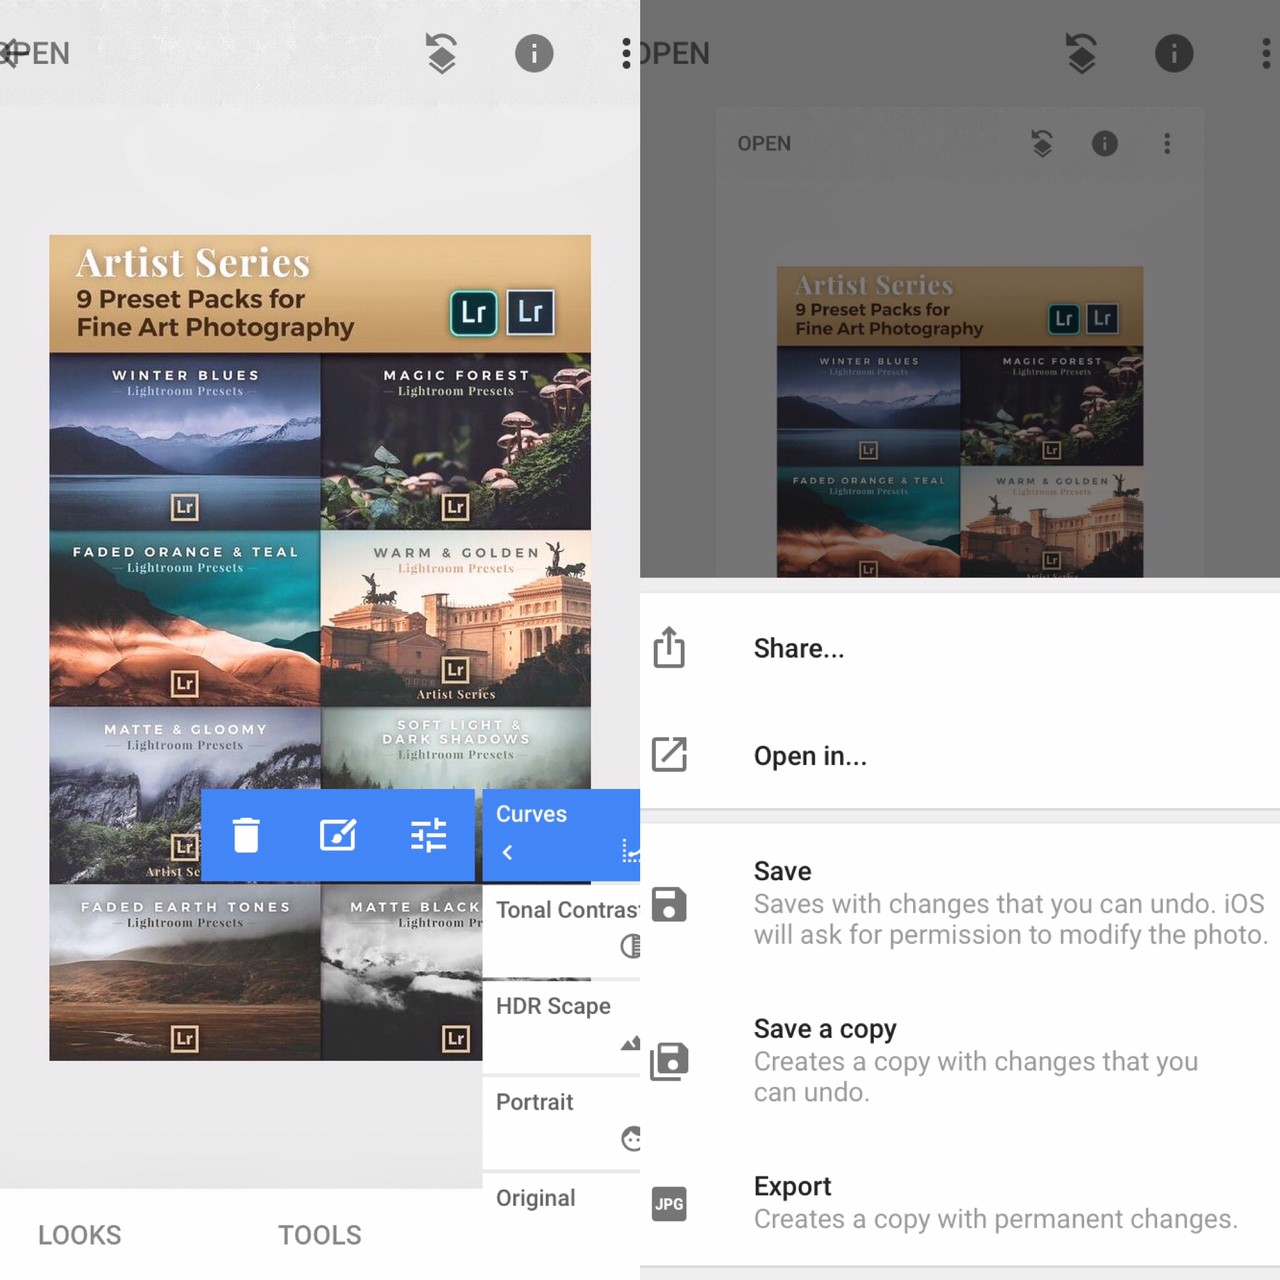 OPEN
Artist Series
9 Preset Packs for
Fine Art Photography
Lr
Lr
WINTER BLUES
Lightroom Presets
Lr
MAGIC FOREST
Lightroom Presets
Lr
FADED ORANGE & TEAL
Lightroom Presets
Lr
WARM & GOLDEN
Lightroom Presets
Lr
Artist Series
MATTE & GLOOMY
Lightroom Presets
Lr
Artist Se
SOFT LIGHT &
DARK SHADOWS
Lightroom Presets
FADED EARTH TONES
Lightroom Presets
Lr
MATTE BLACK
Lightroom Pr
Lr
Curves
Tonal Contrast
HDR Scape
Portrait
Original
LOOKS
TOOLS
OPEN
OPEN
Artist Series
9 Preset Packs for
Fine Art Photography
Lr
Lr
WINTER BLUES
Lightroom Presets
Lr
MAGIC FOREST
Lightroom Presets
Lr
FADED ORANGE & TEAL
Lightroom Presets
Lr
WARM & GOLDEN
Lightroom Presets
Lr
Artist Series
Share...
Open in...
Save
Saves with changes that you can undo. iOS
will ask for permission to modify the photo.
Save a copy
Creates a copy with changes that you
can undo.
JPG
Export
Creates a copy with permanent changes.